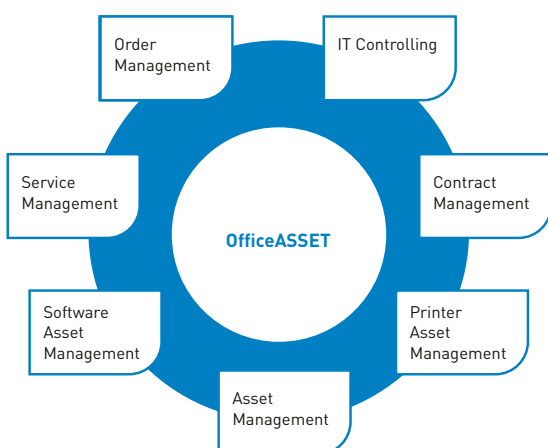 Order
Management
IT Controlling
Service
Management
Contract
Management
OfficeASSET
Software
Asset
Management
Printer
Asset
Management
Asset
Management